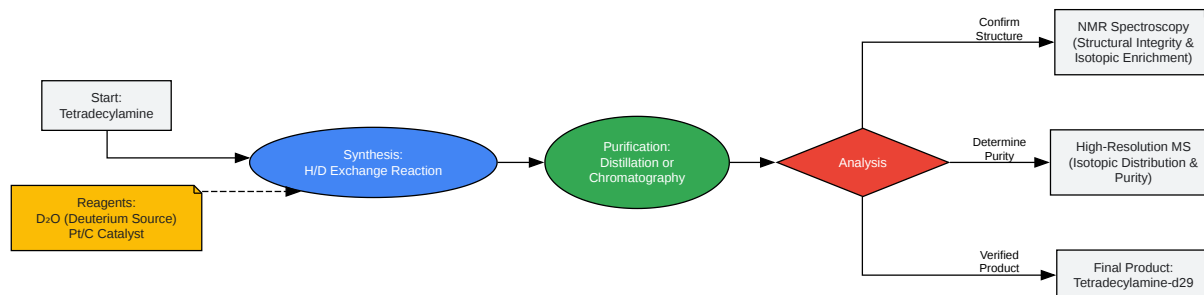 Start:
Tetradecylamine
Reagents:
D₂O (Deuterium Source)
Pt/C Catalyst
Synthesis:
H/D Exchange Reaction
Purification:
Distillation or
Chromatography
Analysis
Confirm
Structure
NMR Spectroscopy
(Structural Integrity &
Isotopic Enrichment)
Determine
Purity
High-Resolution MS
(Isotopic Distribution &
Purity)
Verified
Product
Final Product:
Tetradecylamine-d29